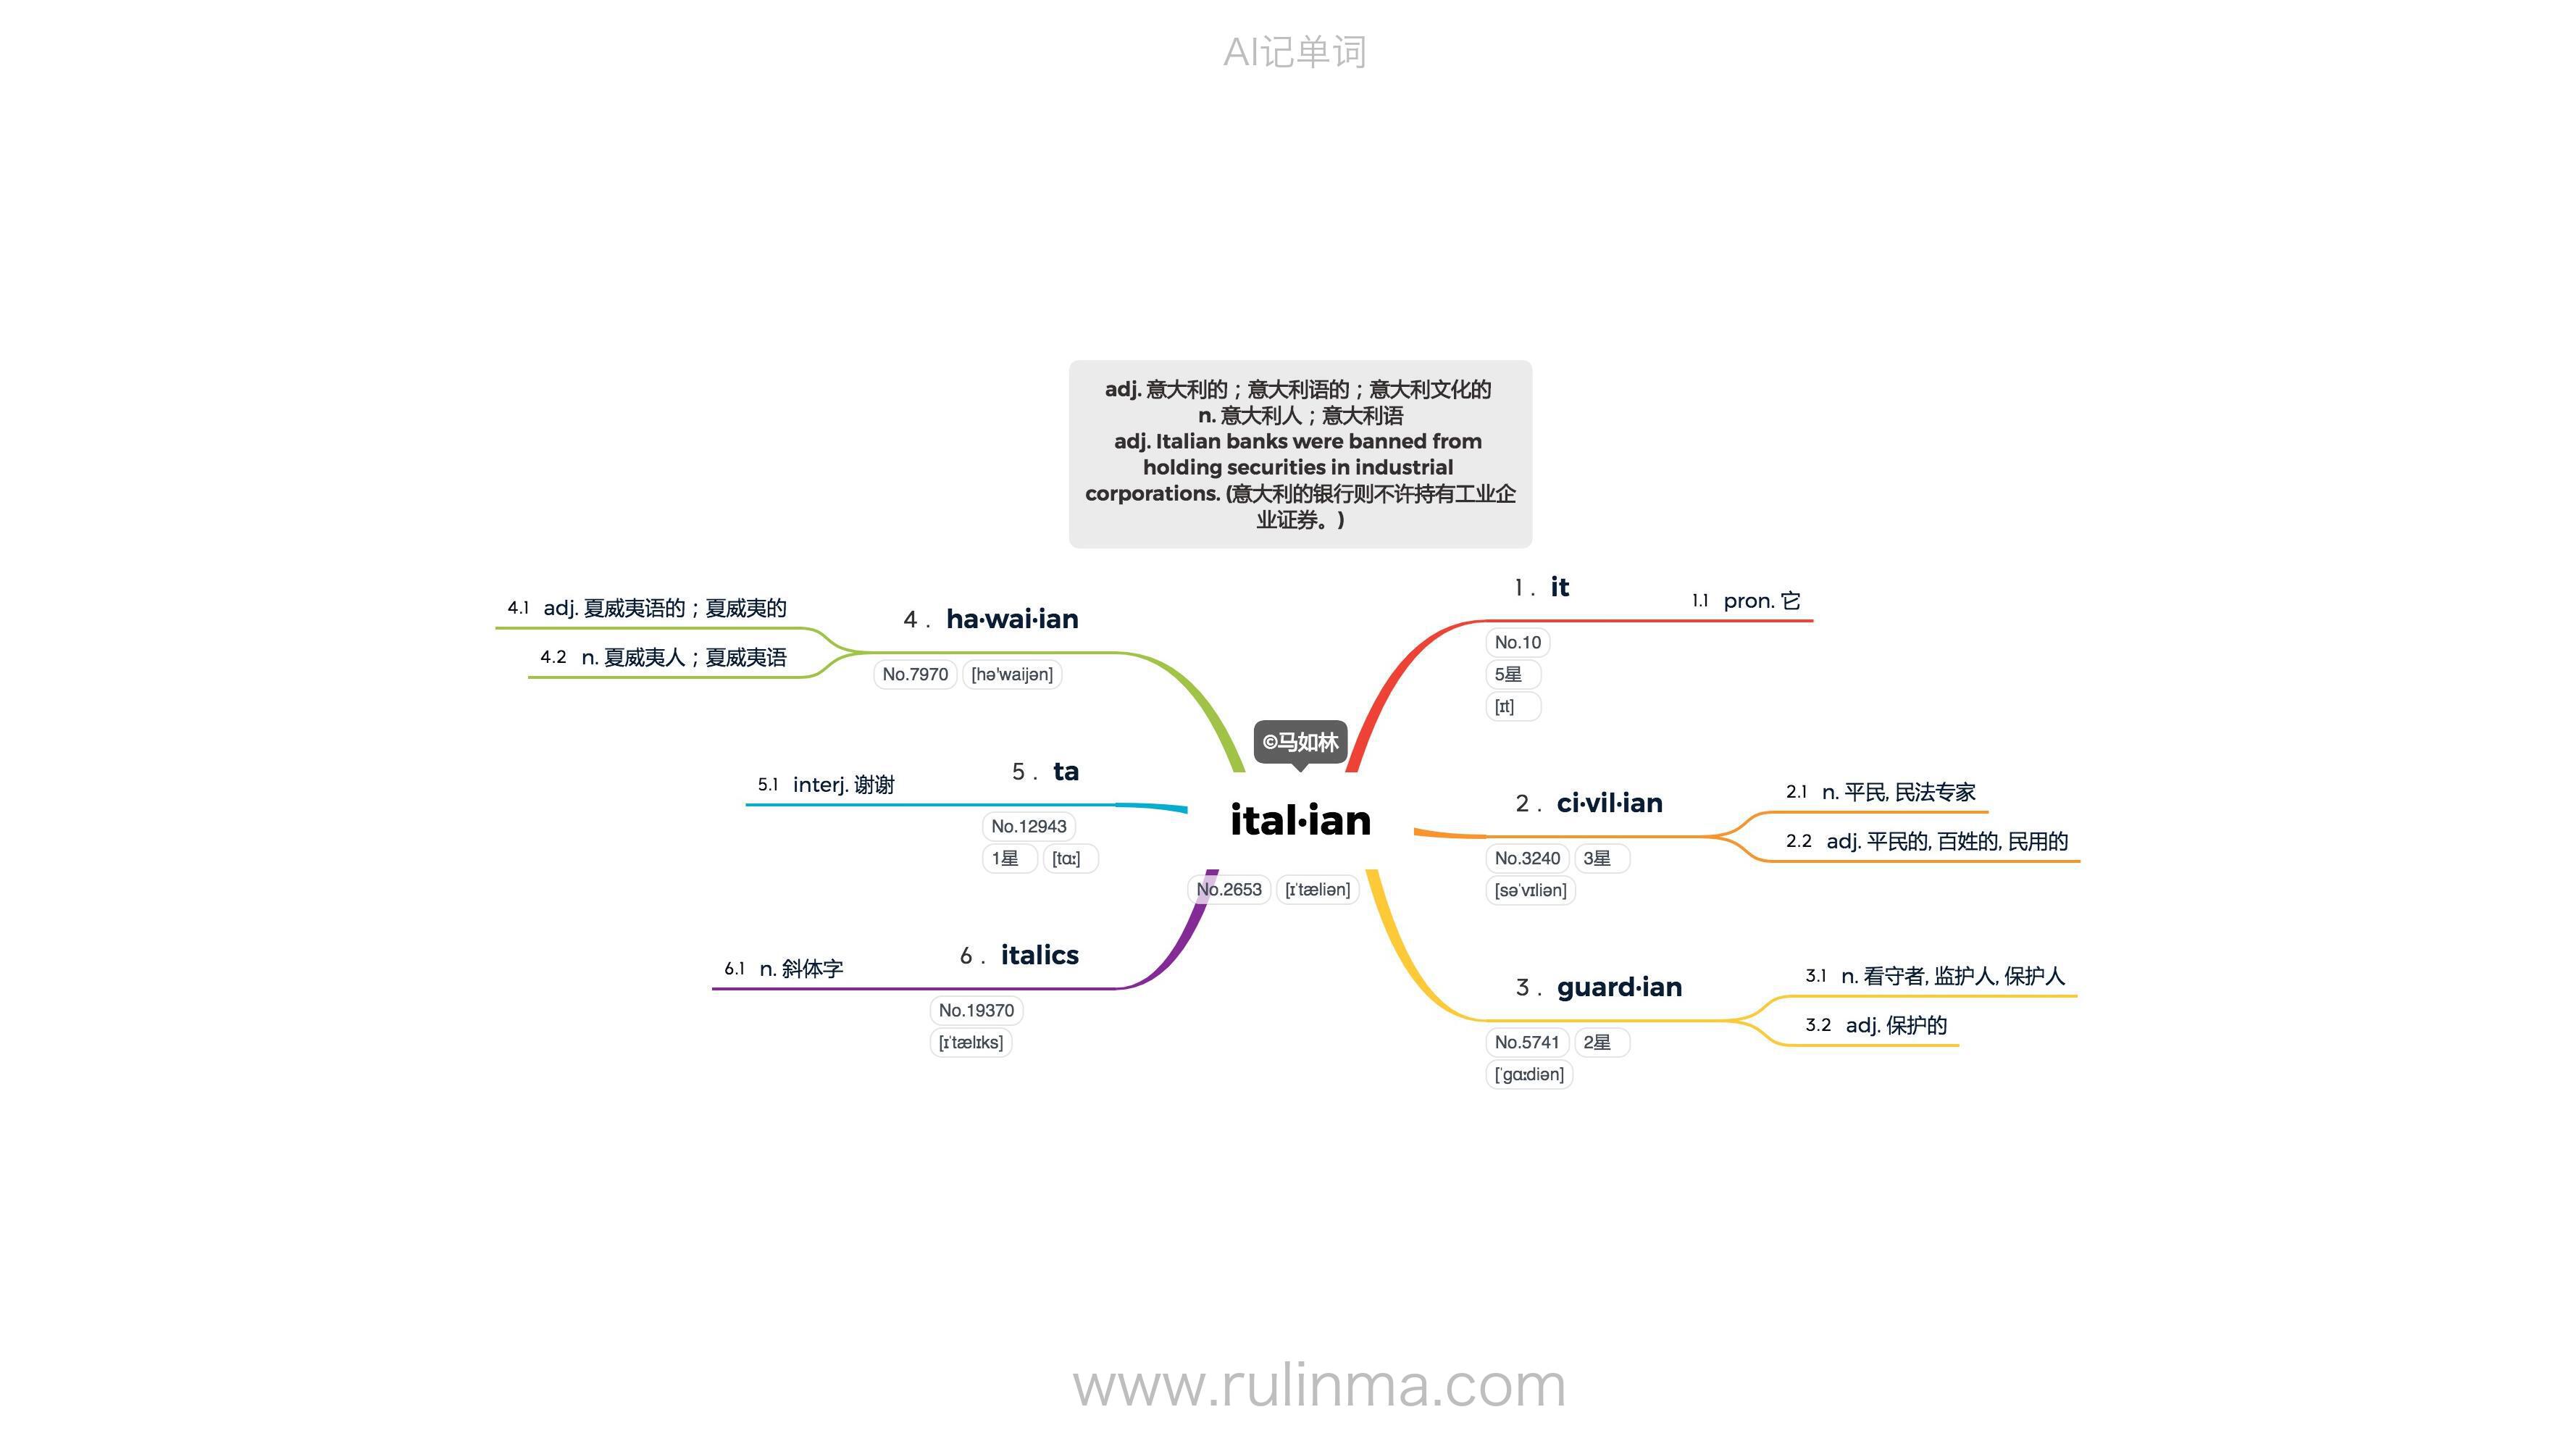 AI记单词
adj. 意大利的；意大利语的；意大利文化的
n. 意大利人；意大利语
adj. Italian banks were banned from
holding securities in industrial
corporations. (意大利的银行则不许持有工业企
业证券。)
©马如林
ital·ian
No.2653 [ɪˈtæliən]
1 . it
No.10
5星
[ɪt]
1.1 pron. 它
2 . ci·vil·ian
No.3240 3星
[səˈvɪliən]
2.1 n. 平民, 民法专家
2.2 adj. 平民的, 百姓的, 民用的
3 . guard·ian
No.5741 2星
[ˈɡɑːdiən]
3.1 n. 看守者, 监护人, 保护人
3.2 adj. 保护的
4 . ha·wai·ian
No.7970 [hə'waijən]
4.1 adj. 夏威夷语的；夏威夷的
4.2 n. 夏威夷人；夏威夷语
5 . ta
No.12943
1星 [tɑː]
5.1 interj. 谢谢
6 . italics
No.19370
[ɪˈtælɪks]
6.1 n. 斜体字
www.rulinma.com